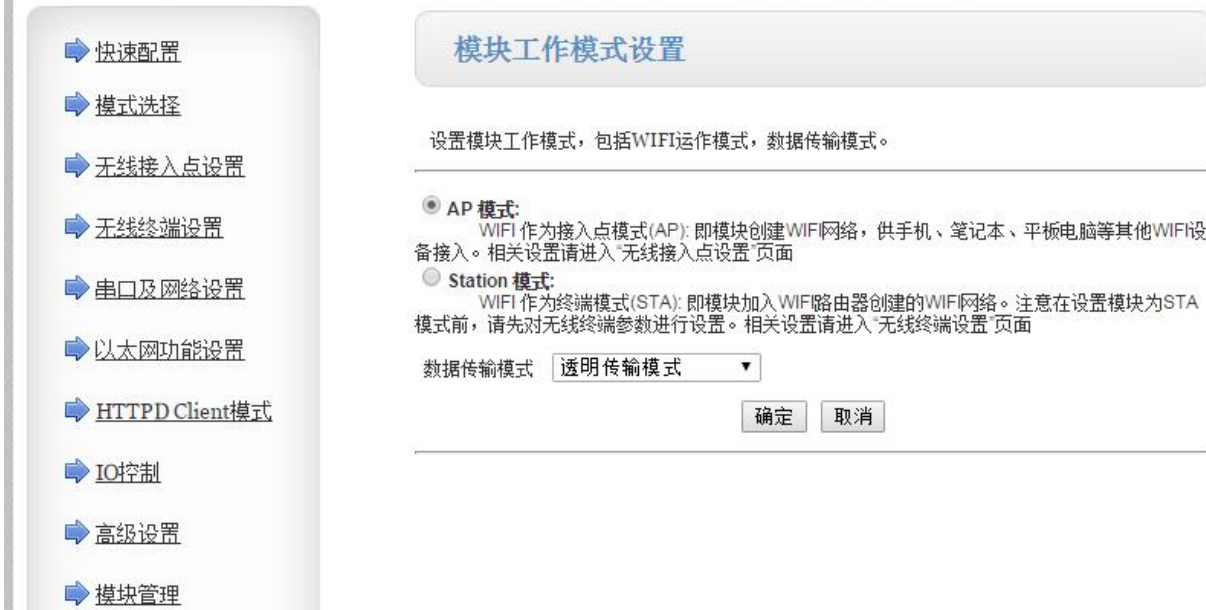 快速配置
模式选择
无线接入点设置
无线终端设置
串口及网络设置
以太网功能设置
HTTPD Client模式
IO控制
高级设置
模块管理
模块工作模式设置
设置模块工作模式，包括WIFI运作模式，数据传输模式。
AP 模式:
WIFI 作为接入点模式(AP): 即模块创建WIFI网络，供手机、笔记本、平板电脑等其他WIFI设
备接入。相关设置请进入“无线接入点设置”页面
Station 模式:
WIFI 作为终端模式(STA): 即模块加入WIFI路由器创建的WIFI网络。注意在设置模块为STA
模式前，请先对无线终端参数进行设置。相关设置请进入“无线终端设置”页面
数据传输模式 透明传输模式
确定 取消